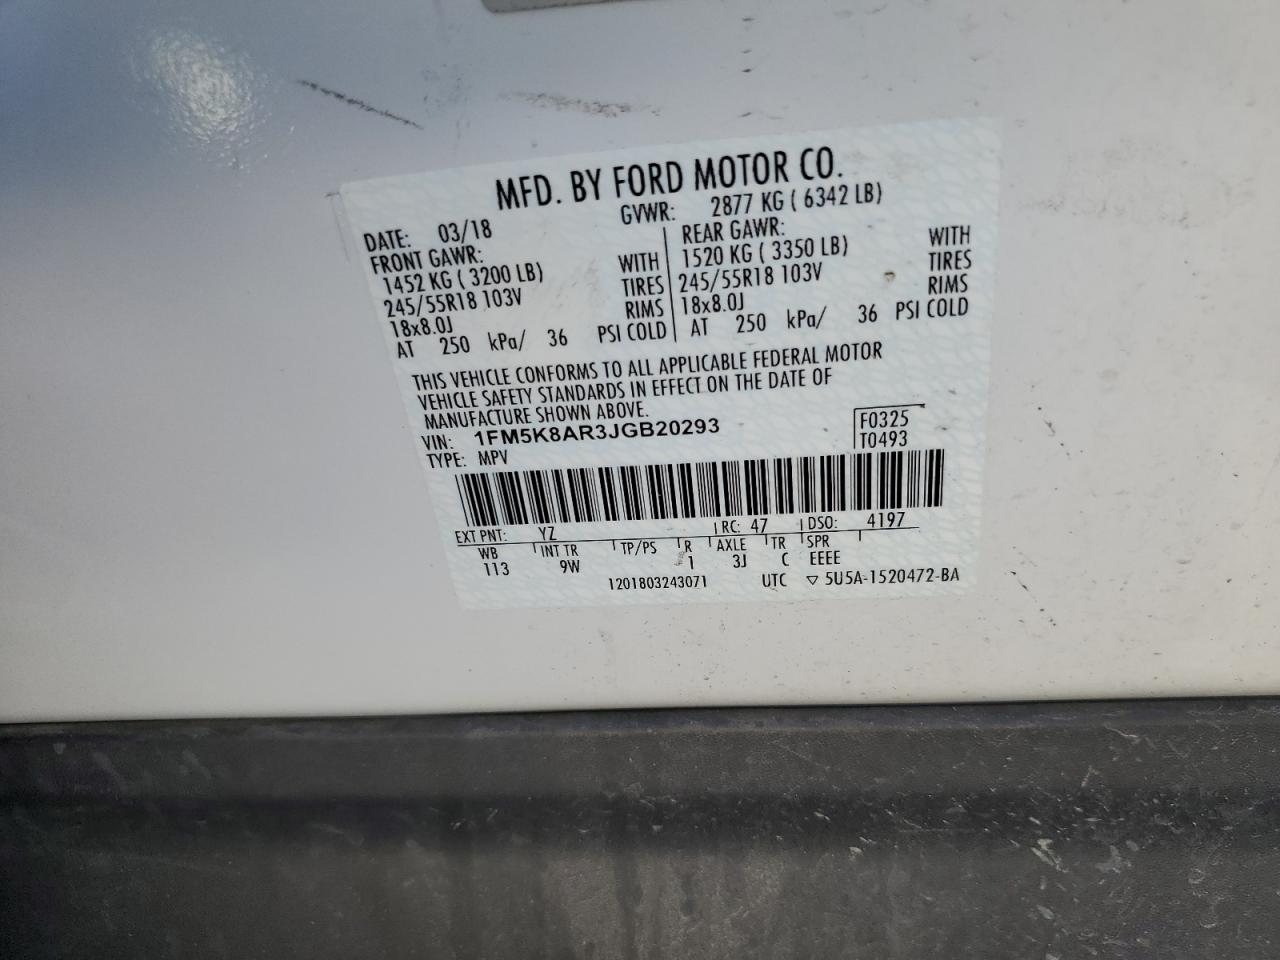 MFD. BY FORD MOTOR CO.
DATE: 03/18 GVWR: 2877 KG ( 6342 LB)
FRONT GAWR: REAR GAWR:
1452 KG ( 3200 LB) WITH 1520 KG ( 3350 LB) WITH
245/55R18 103V TIRES 245/55R18 103V TIRES
18x8.0J RIMS 18x8.0J RIMS
AT 250 kPa/ 36 PSI COLD AT 250 kPa/ 36 PSI COLD
THIS VEHICLE CONFORMS TO ALL APPLICABLE FEDERAL MOTOR
VEHICLE SAFETY STANDARDS IN EFFECT ON THE DATE OF
MANUFACTURE SHOWN ABOVE.
VIN: 1FM5K8AR3JGB20293 F0325
TYPE: MPV T0493
EXT PNT: YZ RC: 47 DSO: 4197
WB INT TR TP/PS R AXLE TR SPR
113 9W 1 3J C EEEE
1201803243071 UTC ▽ 5U5A-1520472-BA